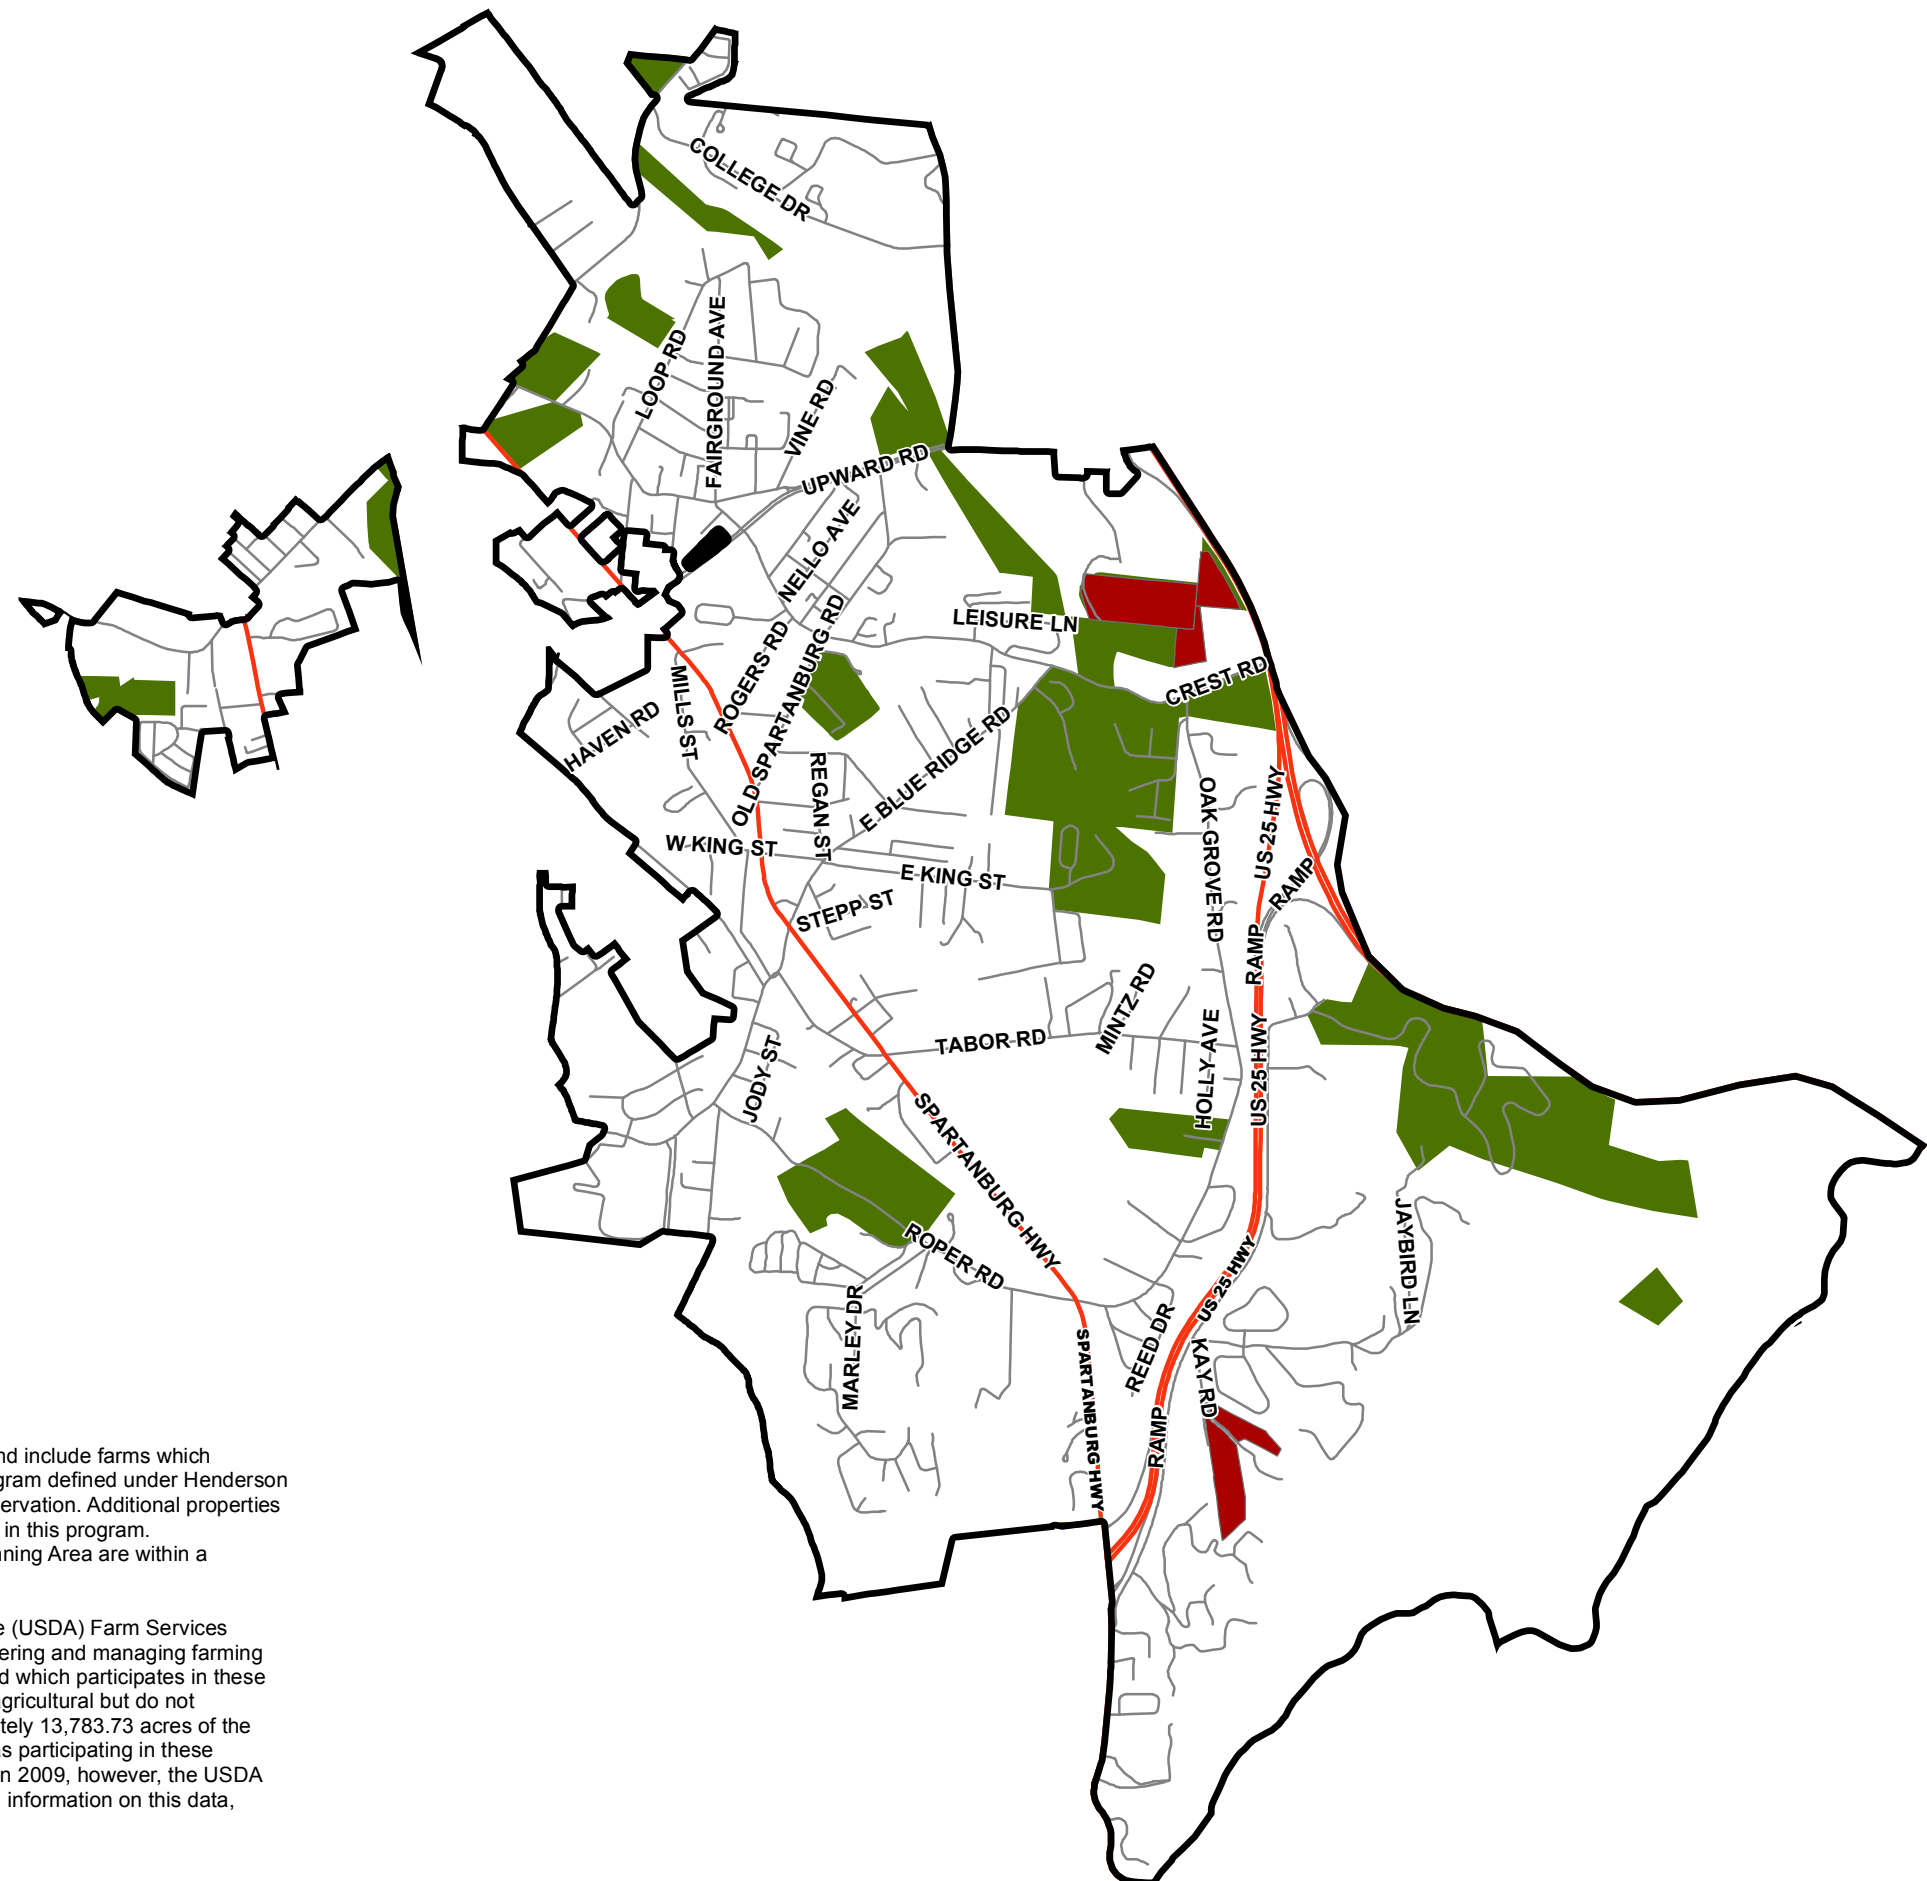 COLLEGE DR
LOOP RD
FAIRGROUND AVE
VINE RD
UPWARD RD
NELLO AVE
LEISURE LN
ROGERS RD
OLD SPARTANBURG RD
MILLS ST
HAVEN RD
CREST RD
REGAN ST
E BLUE RIDGE RD
OAK GROVE RD
US 25 HWY
W KING ST
E KING ST
RAMP
STEPP ST
RAMP
MINTZ RD
TABOR RD
HOLLY AVE
US 25 HWY
JODY ST
SPARTANBURG HWY
ROPER RD
JAYBIRD LN
US 25 HWY
MARLEY DR
REED DR
KAY RD
SPARTANBURG HWY
RAMP
nd include farms which
gram defined under Henderson
servation. Additional properties
in this program.
nning Area are within a
e (USDA) Farm Services
tering and managing farming
d which participates in these
agricultural but do not
tely 13,783.73 acres of the
as participating in these
n 2009, however, the USDA
information on this data,